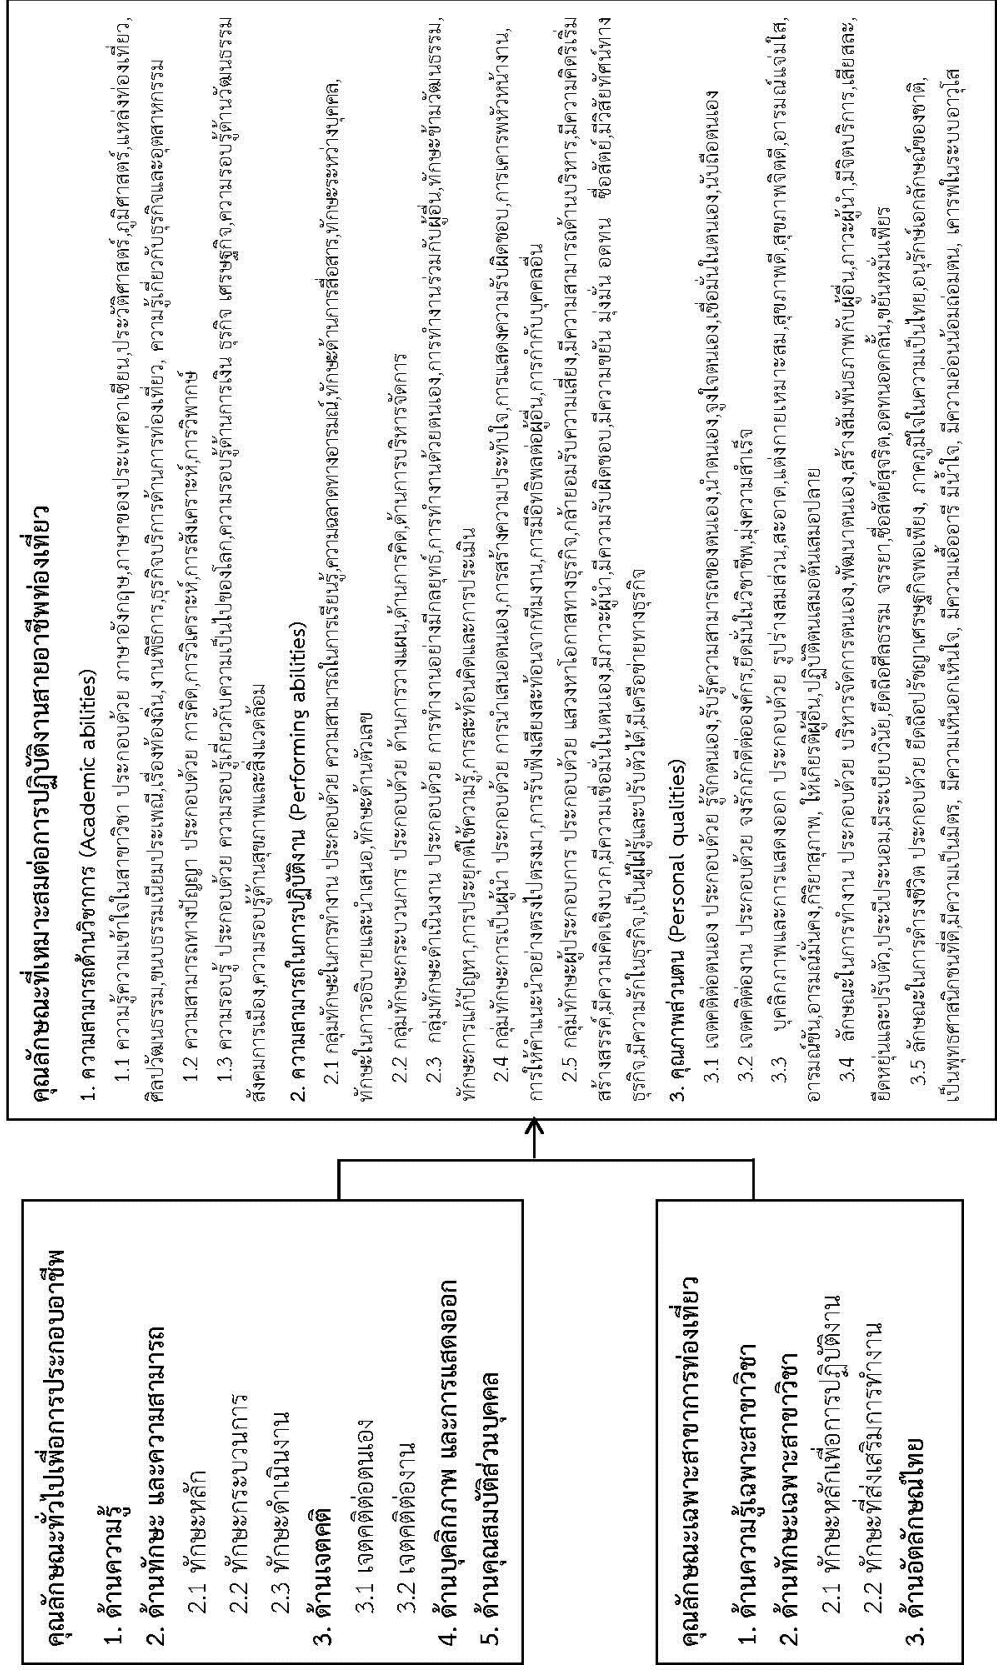 คุณลักษณะทั่วไปเพื่อการประกอบอาชีพ
1. ด้านความรู้
2. ด้านทักษะ และความสามารถ
2.1 ทักษะหลัก
2.2 ทักษะกระบวนการ
2.3 ทักษะดำเนินงาน
3. ด้านเจตคติ
3.1 เจตคติต่อตนเอง
3.2 เจตคติต่องาน
4. ด้านบุคลิกภาพ และการแสดงออก
5. ด้านคุณสมบัติส่วนบุคคล
คุณลักษณะเฉพาะสาขาการท่องเที่ยว
1. ด้านความรู้เฉพาะสาขาวิชา
2. ด้านทักษะเฉพาะสาขาวิชา
2.1 ทักษะหลักเพื่อการปฏิบัติงาน
2.2 ทักษะที่ส่งเสริมการทำงาน
3. ด้านอัตลักษณ์ไทย
คุณลักษณะที่เหมาะสมต่อการปฏิบัติงานสายอาชีพท่องเที่ยว
1. ความสามารถด้านวิชาการ (Academic abilities)
1.1 ความรู้ความเข้าใจในสาขาวิชา ประกอบด้วย ภาษาอังกฤษ,ภาษาของประเทศอาเซียน,ประวัติศาสตร์,ภูมิศาสตร์,แหล่งท่องเที่ยว,
ศิลปวัฒนธรรม,ขนบธรรมเนียมประเพณี,เรื่องท้องถิ่น,งานพิธีการ,ธุรกิจบริการด้านการท่องเที่ยว, ความรู้เกี่ยวกับธุรกิจและอุตสาหกรรม
1.2 ความสามารถทางปัญญา ประกอบด้วย การคิด,การวิเคราะห์,การสังเคราะห์,การวิพากษ์
1.3 ความรอบรู้ ประกอบด้วย ความรอบรู้เกี่ยวกับความเป็นไปของโลก,ความรอบรู้ด้านการเงิน ธุรกิจ เศรษฐกิจ,ความรอบรู้ด้านวัฒนธรรม
สังคมการเมือง,ความรอบรู้ด้านสุขภาพและสิ่งแวดล้อม
2. ความสามารถในการปฏิบัติงาน (Performing abilities)
2.1 กลุ่มทักษะในการทำงาน ประกอบด้วย ความสามารถในการเรียนรู้,ความฉลาดทางอารมณ์,ทักษะด้านการสื่อสาร,ทักษะระหว่างบุคคล,
ทักษะในการอธิบายและนำเสนอ,ทักษะด้านตัวเลข
2.2 กลุ่มทักษะกระบวนการ ประกอบด้วย ด้านการวางแผน,ด้านการคิด,ด้านการบริหารจัดการ
2.3 กลุ่มทักษะดำเนินงาน ประกอบด้วย การทำงานอย่างมีกลยุทธ์,การทำงานด้วยตนเอง,การทำงานร่วมกับผู้อื่น,ทักษะข้ามวัฒนธรรม,
ทักษะการแก้ปัญหา,การประยุกต์ใช้ความรู้,การสะท้อนคิดและการประเมิน
2.4 กลุ่มทักษะการเป็นผู้นำ ประกอบด้วย การนำเสนอตนเอง,การสร้างความประทับใจ,การแสดงความรับผิดชอบ,การเคารพหัวหน้างาน,
การให้คำแนะนำอย่างตรงไปตรงมา,การรับฟังเสียงสะท้อนจากทีมงาน,การมีอิทธิพลต่อผู้อื่น,การกำกับบุคคลอื่น
2.5 กลุ่มทักษะผู้ประกอบการ ประกอบด้วย แสวงหาโอกาสทางธุรกิจ,กล้ายอมรับความเสี่ยง,มีความสามารถด้านบริหาร,มีความคิดริเริ่ม
สร้างสรรค์,มีความคิดเชิงบวก,มีความเชื่อมั่นในตนเอง,มีภาวะผู้นำ,มีความรับผิดชอบ,มีความขยัน มุ่งมั่น อดทน ซื่อสัตย์,มีวิสัยทัศน์ทาง
ธุรกิจ,มีความรักในธุรกิจ,เป็นผู้ใฝ่รู้และปรับตัวได้,มีเครือข่ายทางธุรกิจ
3. คุณภาพส่วนตน (Personal qualities)
3.1 เจตคติต่อตนเอง ประกอบด้วย รู้จักตนเอง,รับรู้ความสามารถของตนเอง,นำตนเอง,จูงใจตนเอง,เชื่อมั่นในตนเอง,นับถือตนเอง
3.2 เจตคติต่องาน ประกอบด้วย จงรักภักดีต่อองค์กร,ยึดมั่นในวิชาชีพ,มุ่งความสำเร็จ
3.3 บุคลิกภาพและการแสดงออก ประกอบด้วย รูปร่างสมส่วน,สะอาด,แต่งกายเหมาะสม,สุขภาพดี,สุขภาพจิตดี,อารมณ์แจ่มใส,
อารมณ์ขัน,อารมณ์มั่นคง,กิริยาสุภาพ, ให้เกียรติผู้อื่น,ปฏิบัติตนเสมอต้นเสมอปลาย
3.4 ลักษณะในการทำงาน ประกอบด้วย บริหารจัดการตนเอง,พัฒนาตนเอง,สร้างสัมพันธภาพกับผู้อื่น,ภาวะผู้นำ,มีจิตบริการ,เสียสละ,
ยืดหยุ่นและปรับตัว,ประนีประนอม,มีระเบียบวินัย,ยึดถือศีลธรรม จรรยา,ซื่อสัตย์สุจริต,อดทนอดกลั้น,ขยันหมั่นเพียร
3.5 ลักษณะในการดำรงชีวิต ประกอบด้วย ยึดถือปรัชญาเศรษฐกิจพอเพียง, ภาคภูมิใจในความเป็นไทย,อนุรักษ์เอกลักษณ์ของชาติ,
เป็นพุทธศาสนิกชนที่ดี,มีความเป็นมิตร, มีความเห็นอกเห็นใจ, มีความเอื้ออารี มีน้ำใจ, มีความอ่อนน้อมถ่อมตน, เคารพในระบบอาวุโส